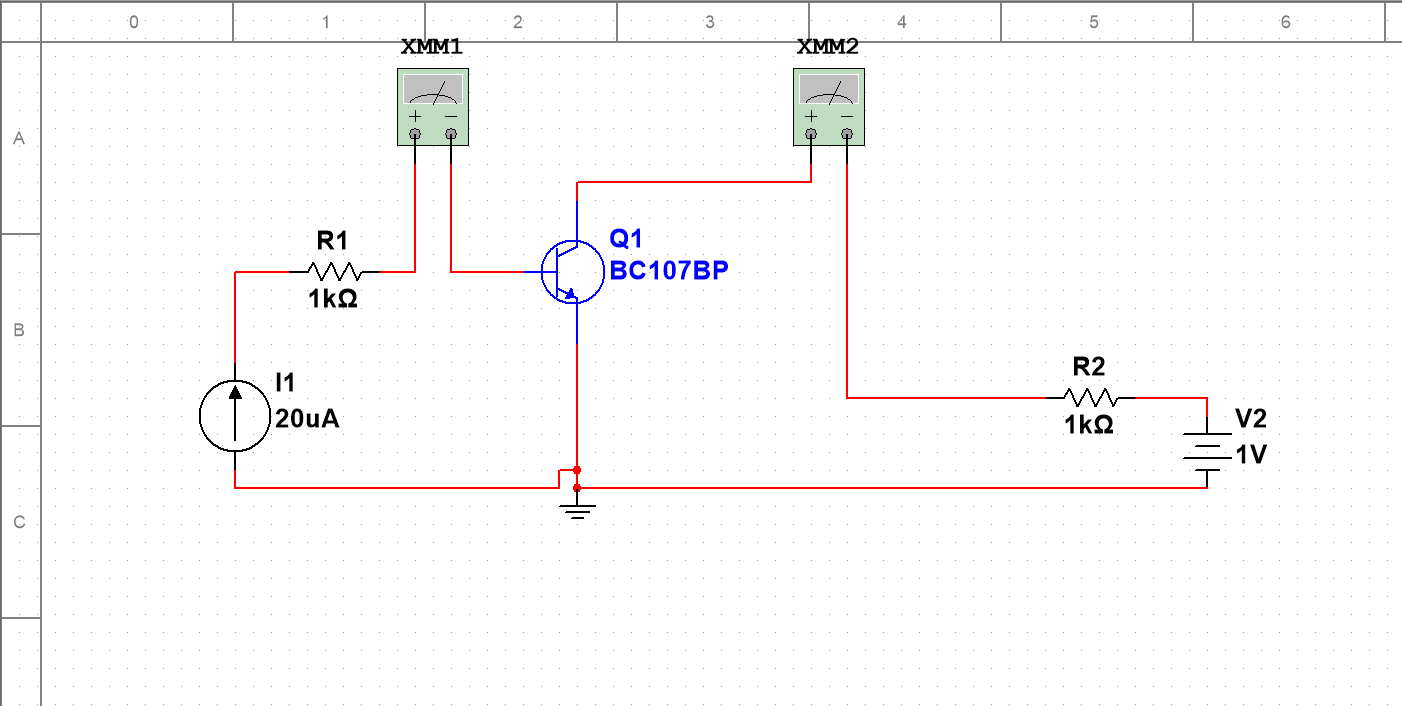 0 1 2 3 4 5 6
XMM1 XMM2
+ − + −
A
R1
1kΩ
Q1
BC107BP
B
I1
20uA
R2
1kΩ
V2
1V
C